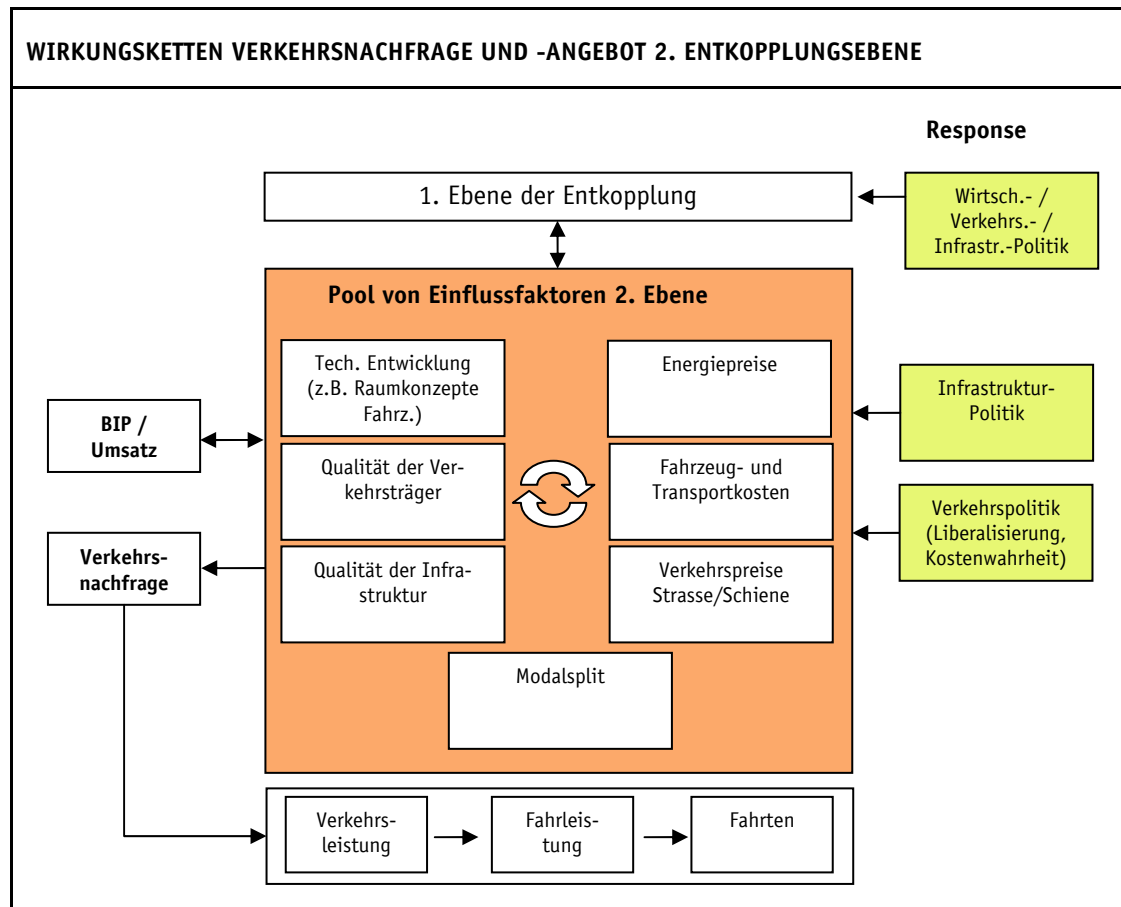 WIRKUNGSKETTEN VERKEHRSNACHFRAGE UND -ANGEBOT 2. ENTKOPPLUNGSEBENE
Response
1. Ebene der Entkopplung
Wirtsch.- /
Verkehrs.- /
Infrastr.-Politik
Pool von Einflussfaktoren 2. Ebene
Tech. Entwicklung
(z.B. Raumkonzepte
Fahrz.)
Energiepreise
Infrastruktur-
Politik
BIP /
Umsatz
Qualität der Ver-
kehrsträger
Fahrzeug- und
Transportkosten
Verkehrspolitik
(Liberalisierung,
Kostenwahrheit)
Verkehrs-
nachfrage
Qualität der Infra-
struktur
Verkehrspreise
Strasse/Schiene
Modalsplit
Verkehrs-
leistung
Fahrleis-
tung
Fahrten